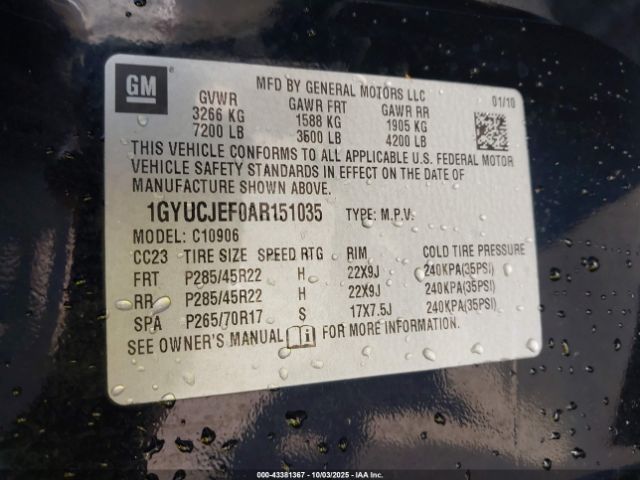 GM
MFD BY GENERAL MOTORS LLC
01/10
GVWR GAWR FRT GAWR RR
3266 KG 1588 KG 1905 KG
7200 LB 3600 LB 4200 LB
THIS VEHICLE CONFORMS TO ALL APPLICABLE U.S. FEDERAL MOTOR
VEHICLE SAFETY STANDARDS IN EFFECT ON THE DATE OF
MANUFACTURE SHOWN ABOVE.
1GYUCJEF0AR151035 TYPE: M.P.V.
MODEL: C10906
CC23 TIRE SIZE SPEED RTG RIM COLD TIRE PRESSURE
FRT P285/45R22 H 22X9J 240KPA(35PSI)
RR P285/45R22 H 22X9J 240KPA(35PSI)
SPA P265/70R17 S 17X7.5J 240KPA(35PSI)
SEE OWNER'S MANUAL FOR MORE INFORMATION.
00-43381367 - 10/03/2025 - IAA Inc.